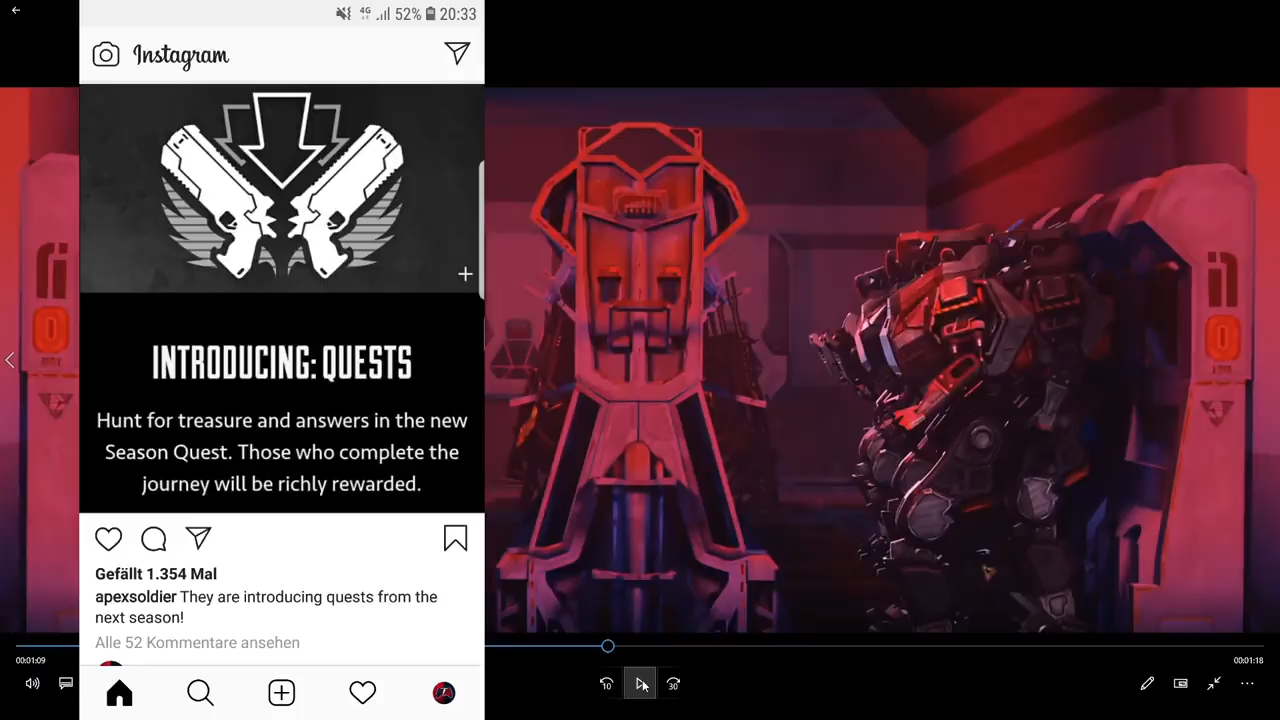 4G 52% 20:33
Instagram
INTRODUCING: QUESTS
Hunt for treasure and answers in the new
Season Quest. Those who complete the
journey will be richly rewarded.
Gefällt 1.354 Mal
apexsoldier They are introducing quests from the
next season!
Alle 52 Kommentare ansehen
00:01:09
00:01:18
10
30